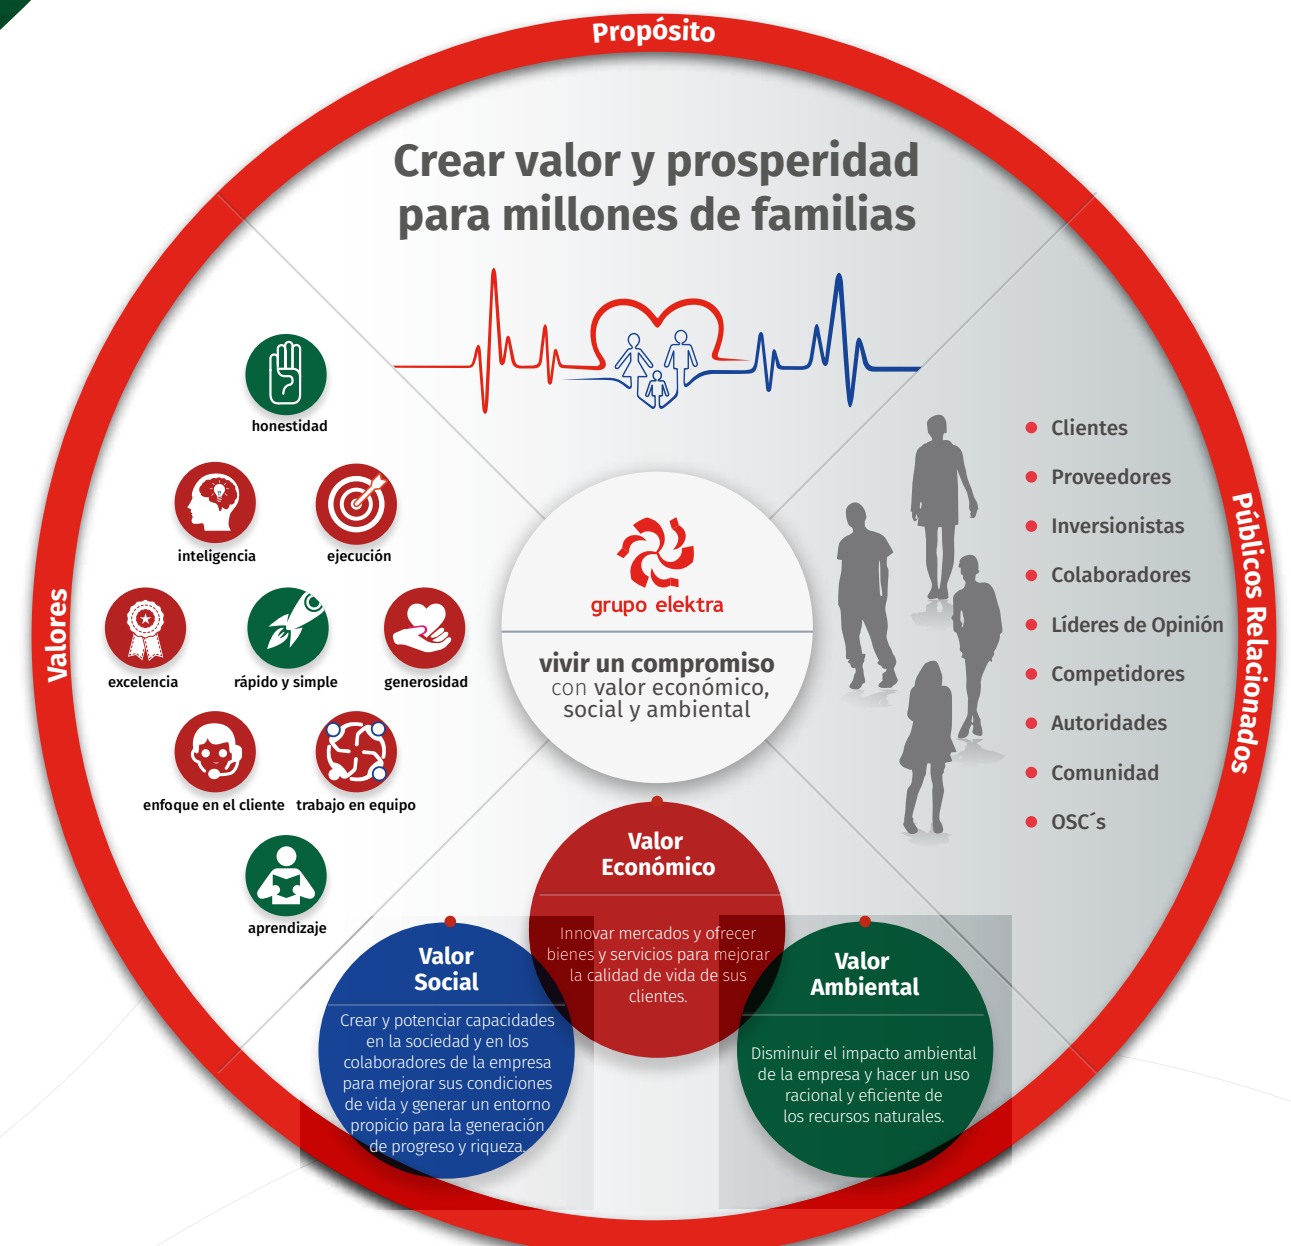 Propósito
Crear valor y prosperidad
para millones de familias
Valores
honestidad
inteligencia
ejecución
excelencia
rápido y simple
generosidad
enfoque en el cliente
trabajo en equipo
aprendizaje
grupo elektra
vivir un compromiso
con valor económico,
social y ambiental
Públicos Relacionados
Clientes
Proveedores
Inversionistas
Colaboradores
Líderes de Opinión
Competidores
Autoridades
Comunidad
OSC´s
Valor
Económico
Innovar mercados y ofrecer
bienes y servicios para mejorar
la calidad de vida de sus
clientes.
Valor
Social
Crear y potenciar capacidades
en la sociedad y en los
colaboradores de la empresa
para mejorar sus condiciones
de vida y generar un entorno
propicio para la generación
de progreso y riqueza.
Valor
Ambiental
Disminuir el impacto ambiental
de la empresa y hacer un uso
racional y eficiente de
los recursos naturales.